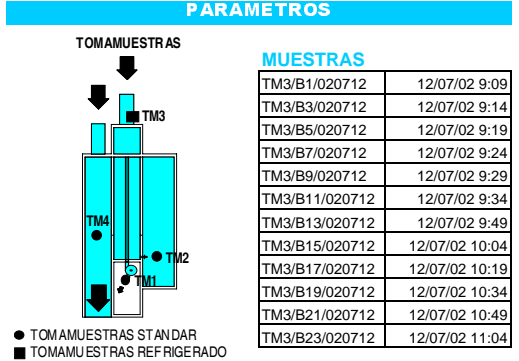 PARAMETROS
TOMAMUESTRAS
TM3
TM4
TM2
TM1
TOMAMUESTRAS STANDAR
TOMAMUESTRAS REFRIGERADO
MUESTRAS
TM3/B1/020712 12/07/02 9:09
TM3/B3/020712 12/07/02 9:14
TM3/B5/020712 12/07/02 9:19
TM3/B7/020712 12/07/02 9:24
TM3/B9/020712 12/07/02 9:29
TM3/B11/020712 12/07/02 9:34
TM3/B13/020712 12/07/02 9:49
TM3/B15/020712 12/07/02 10:04
TM3/B17/020712 12/07/02 10:19
TM3/B19/020712 12/07/02 10:34
TM3/B21/020712 12/07/02 10:49
TM3/B23/020712 12/07/02 11:04